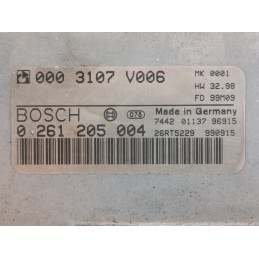 000 3107 V006
MK 0001
HW 32.98
FD 99M09
BOSCH
078
Made in Germany
0 261 205 004
7442 01137 96915
26RT5229 990915